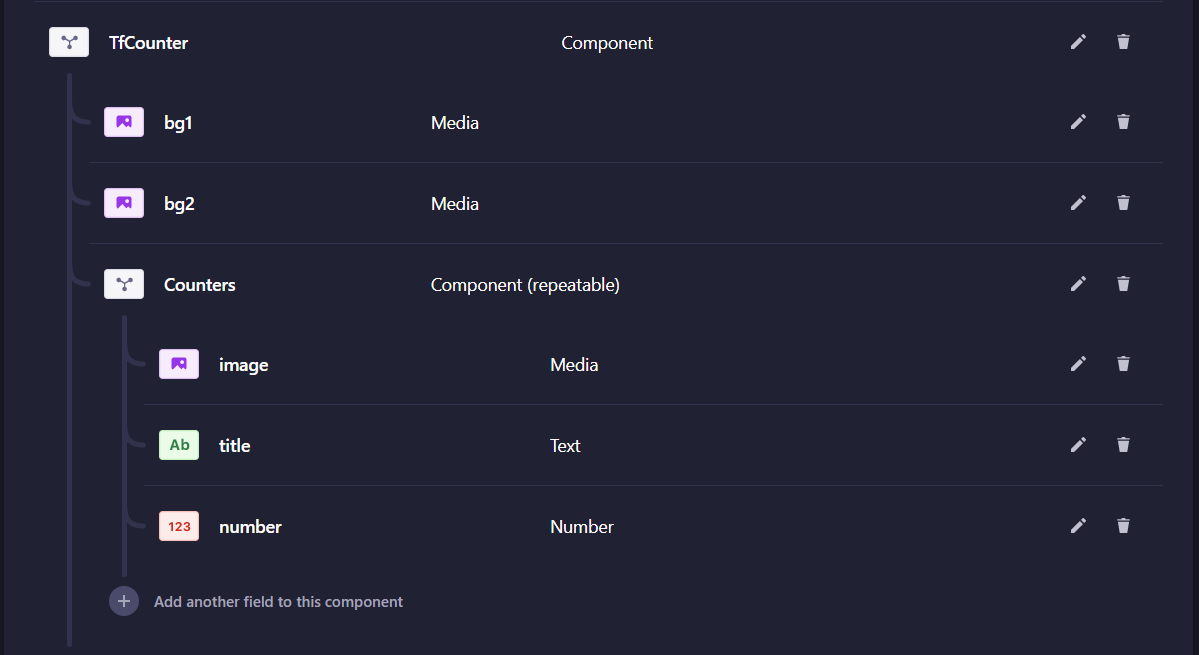 TfCounter Component
bg1 Media
bg2 Media
Counters Component (repeatable)
image Media
Ab title Text
123 number Number
Add another field to this component